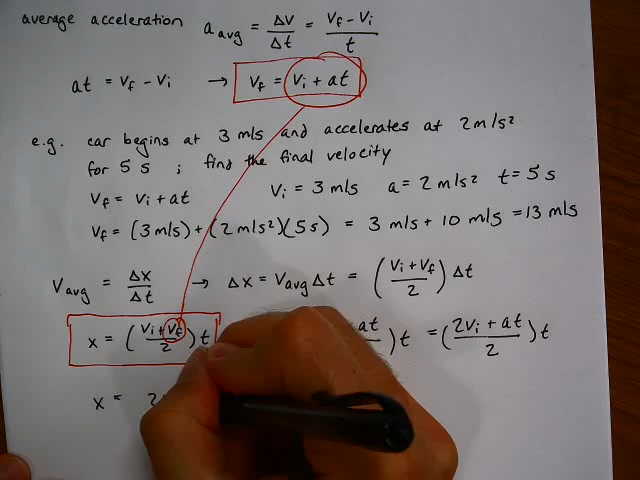 average acceleration a avg = Δv/Δt = (vf - vi)/t
at = vf - vi → vf = vi + at
e.g. car begins at 3 m/s and accelerates at 2 m/s²
for 5 s ; find the final velocity
vf = vi + at vi = 3 m/s a = 2 m/s² t = 5 s
vf = (3 m/s) + (2 m/s²)(5 s) = 3 m/s + 10 m/s = 13 m/s
Vavg = Δx/Δt → Δx = Vavg Δt = ((vi + vf)/2) Δt
x = ((vi + vf)/2) t at )t = ((2vi + at)/2) t
x = 2